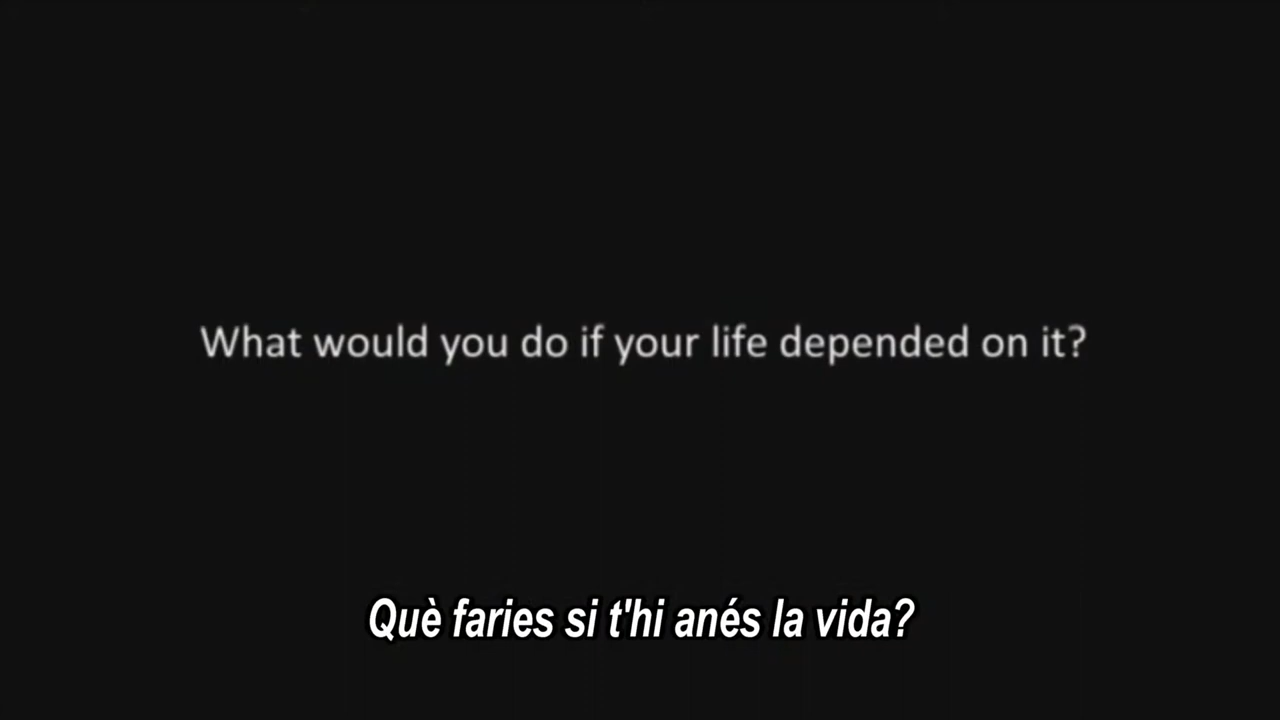 What would you do if your life depended on it?
Què faries si t'hi anés la vida?